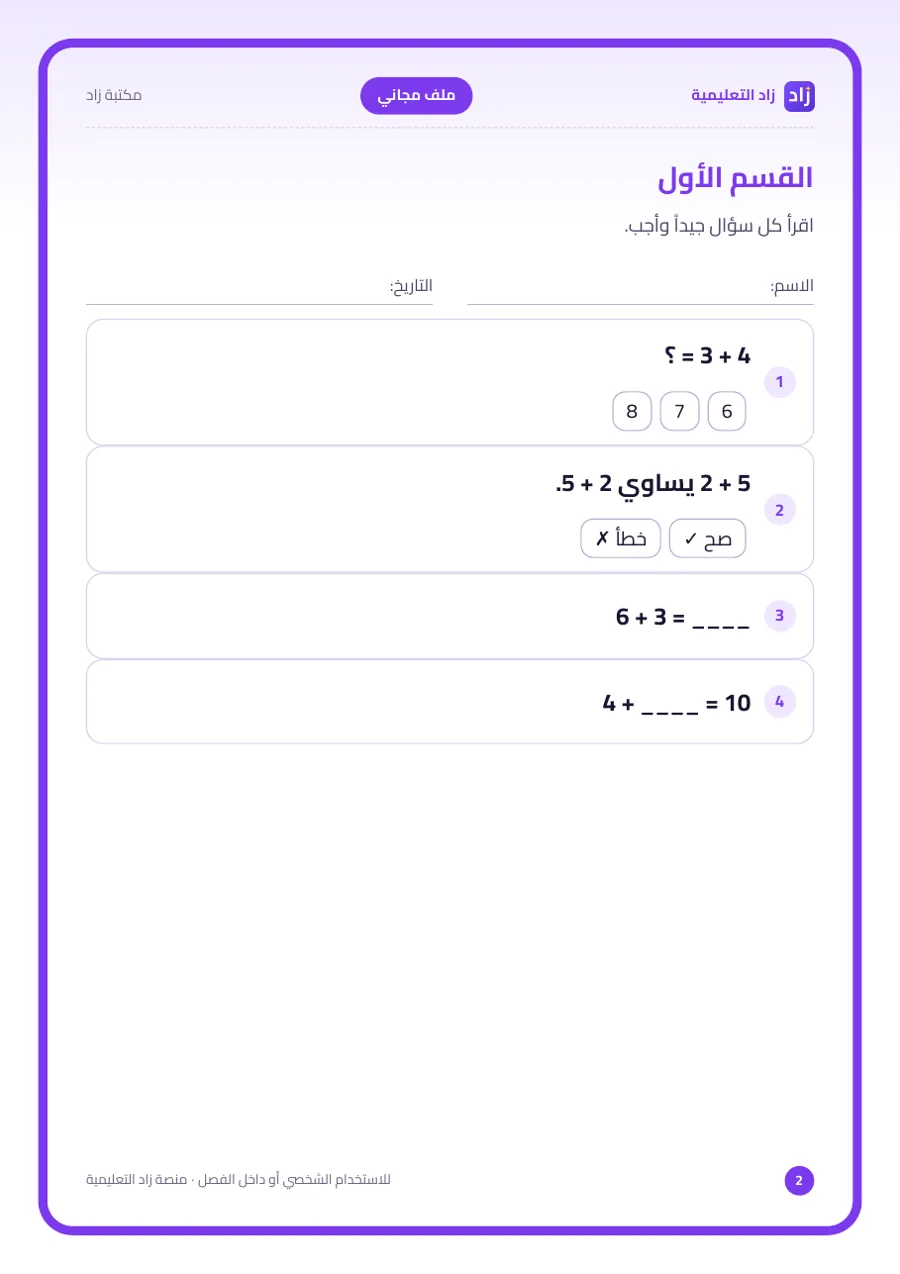 زاد زاد التعليمية
ملف مجاني
مكتبة زاد
القسم الأول
اقرأ كل سؤال جيداً وأجب.
الاسم:
التاريخ:
1
4 + 3 = ؟
6 7 8
2
5 + 2 يساوي 2 + 5.
صح ✓ خطأ ✗
3
6 + 3 = ____
4
4 + ____ = 10
2
للاستخدام الشخصي أو داخل الفصل · منصة زاد التعليمية